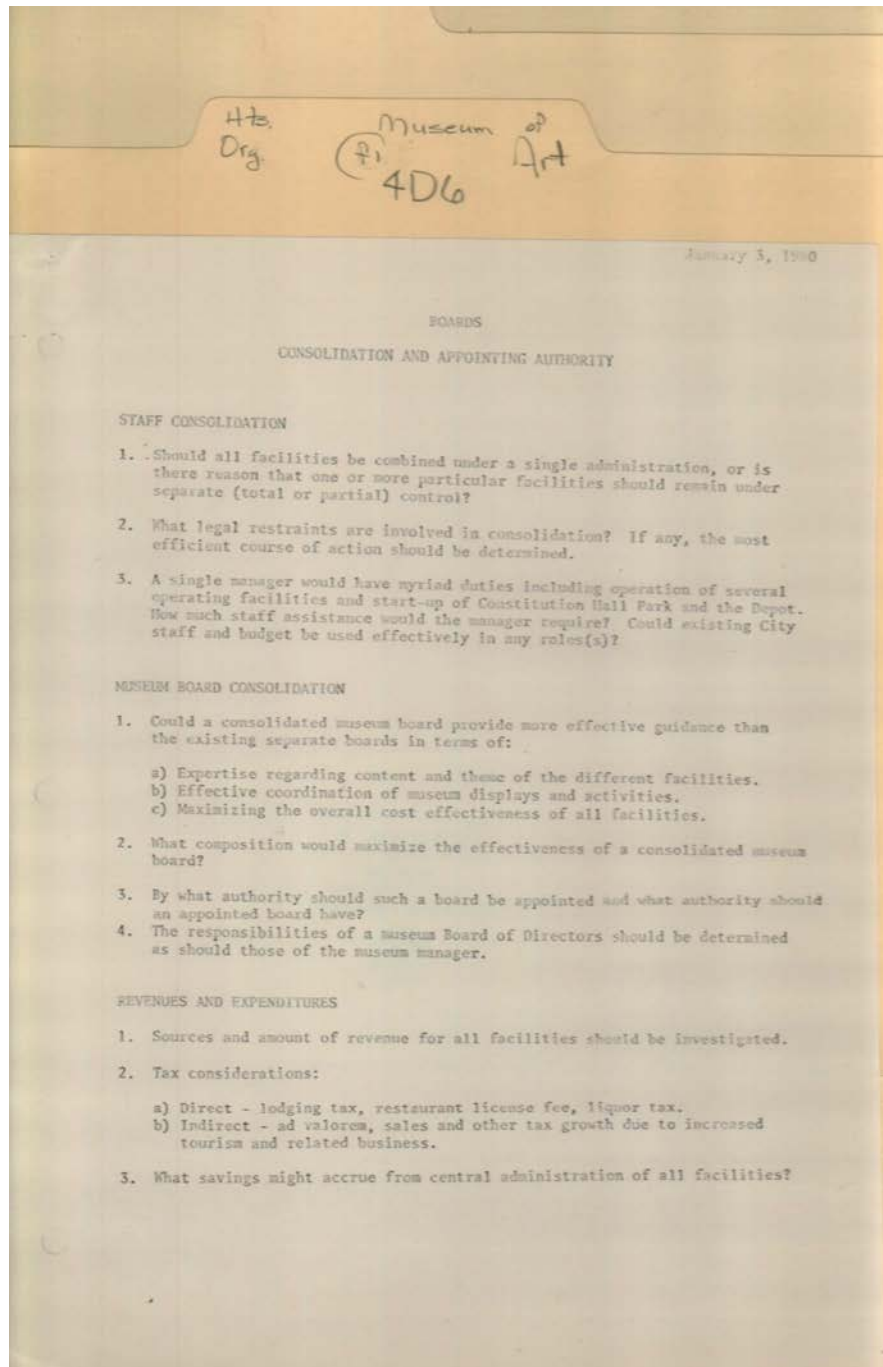 Hts. Museum of
Org. Art
4D6
January 3, 1980
BOARDS
CONSOLIDATION AND APPOINTING AUTHORITY
STAFF CONSOLIDATION
1. Should all facilities be combined under a single administration, or is
there reason that one or more particular facilities should remain under
separate (total or partial) control?
2. What legal restraints are involved in consolidation? If any, the most
efficient course of action should be determined.
3. A single manager would have myriad duties including operation of several
operating facilities and start-up of Constitution Hall Park and the Depot.
How much staff assistance would the manager require? Could existing City
staff and budget be used effectively in any roles(s)?
MUSEUM BOARD CONSOLIDATION
1. Could a consolidated museum board provide more effective guidance than
the existing separate boards in terms of:
a) Expertise regarding content and theme of the different facilities.
b) Effective coordination of museum displays and activities.
c) Maximizing the overall cost effectiveness of all facilities.
2. What composition would maximize the effectiveness of a consolidated museum
board?
3. By what authority should such a board be appointed and what authority should
an appointed board have?
4. The responsibilities of a museum Board of Directors should be determined
as should those of the museum manager.
REVENUES AND EXPENDITURES
1. Sources and amount of revenue for all facilities should be investigated.
2. Tax considerations:
a) Direct - lodging tax, restaurant license fee, liquor tax.
b) Indirect - ad valorem, sales and other tax growth due to increased
tourism and related business.
3. What savings might accrue from central administration of all facilities?